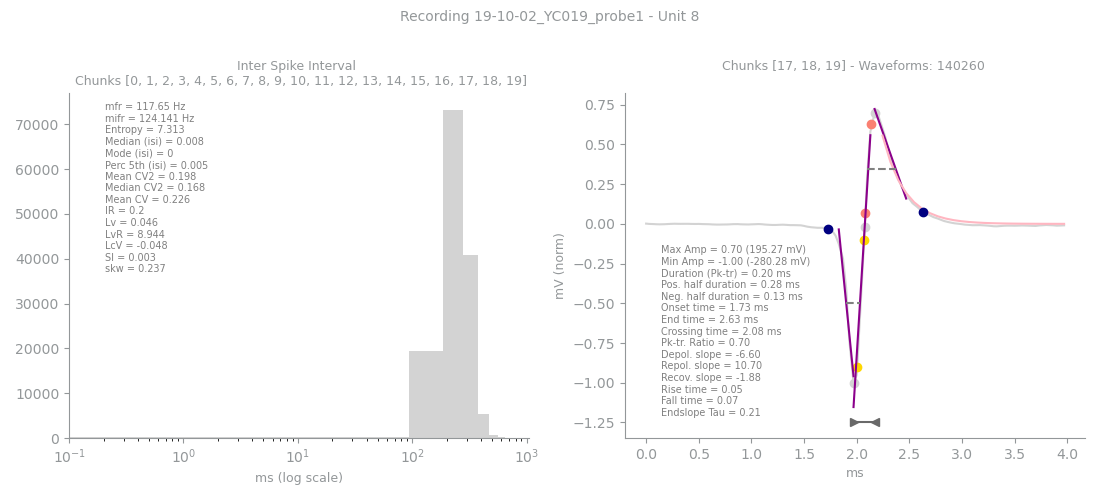 Recording 19-10-02_YC019_probe1 - Unit 8
Inter Spike Interval
Chunks [0, 1, 2, 3, 4, 5, 6, 7, 8, 9, 10, 11, 12, 13, 14, 15, 16, 17, 18, 19]
70000
60000
50000
40000
30000
20000
10000
0
mfr = 117.65 Hz
mifr = 124.141 Hz
Entropy = 7.313
Median (isi) = 0.008
Mode (isi) = 0
Perc 5th (isi) = 0.005
Mean CV2 = 0.198
Median CV2 = 0.168
Mean CV = 0.226
IR = 0.2
Lv = 0.046
LvR = 8.944
LcV = -0.048
SI = 0.003
skw = 0.237
10⁻¹ 10⁰ 10¹ 10² 10³
ms (log scale)
Chunks [17, 18, 19] - Waveforms: 140260
mV (norm)
0.75
0.50
0.25
0.00
−0.25
−0.50
−0.75
−1.00
−1.25
Max Amp = 0.70 (195.27 mV)
Min Amp = -1.00 (-280.28 mV)
Duration (Pk-tr) = 0.20 ms
Pos. half duration = 0.28 ms
Neg. half duration = 0.13 ms
Onset time = 1.73 ms
End time = 2.63 ms
Crossing time = 2.08 ms
Pk-tr. Ratio = 0.70
Depol. slope = -6.60
Repol. slope = 10.70
Recov. slope = -1.88
Rise time = 0.05
Fall time = 0.07
Endslope Tau = 0.21
0.0 0.5 1.0 1.5 2.0 2.5 3.0 3.5 4.0
ms